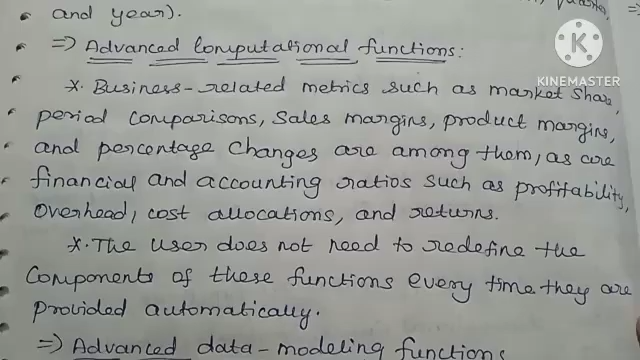 and year).
=> Advanced Computational functions:
*. Business-related metrics such as market share,
period comparisons, sales margins, product margins,
and percentage changes are among them, as are
financial and accounting ratios such as profitability,
overhead, cost allocations, and returns.
*. The user does not need to redefine the
components of these functions every time they are
provided automatically.
=> Advanced data-modeling functions
KINEMASTER